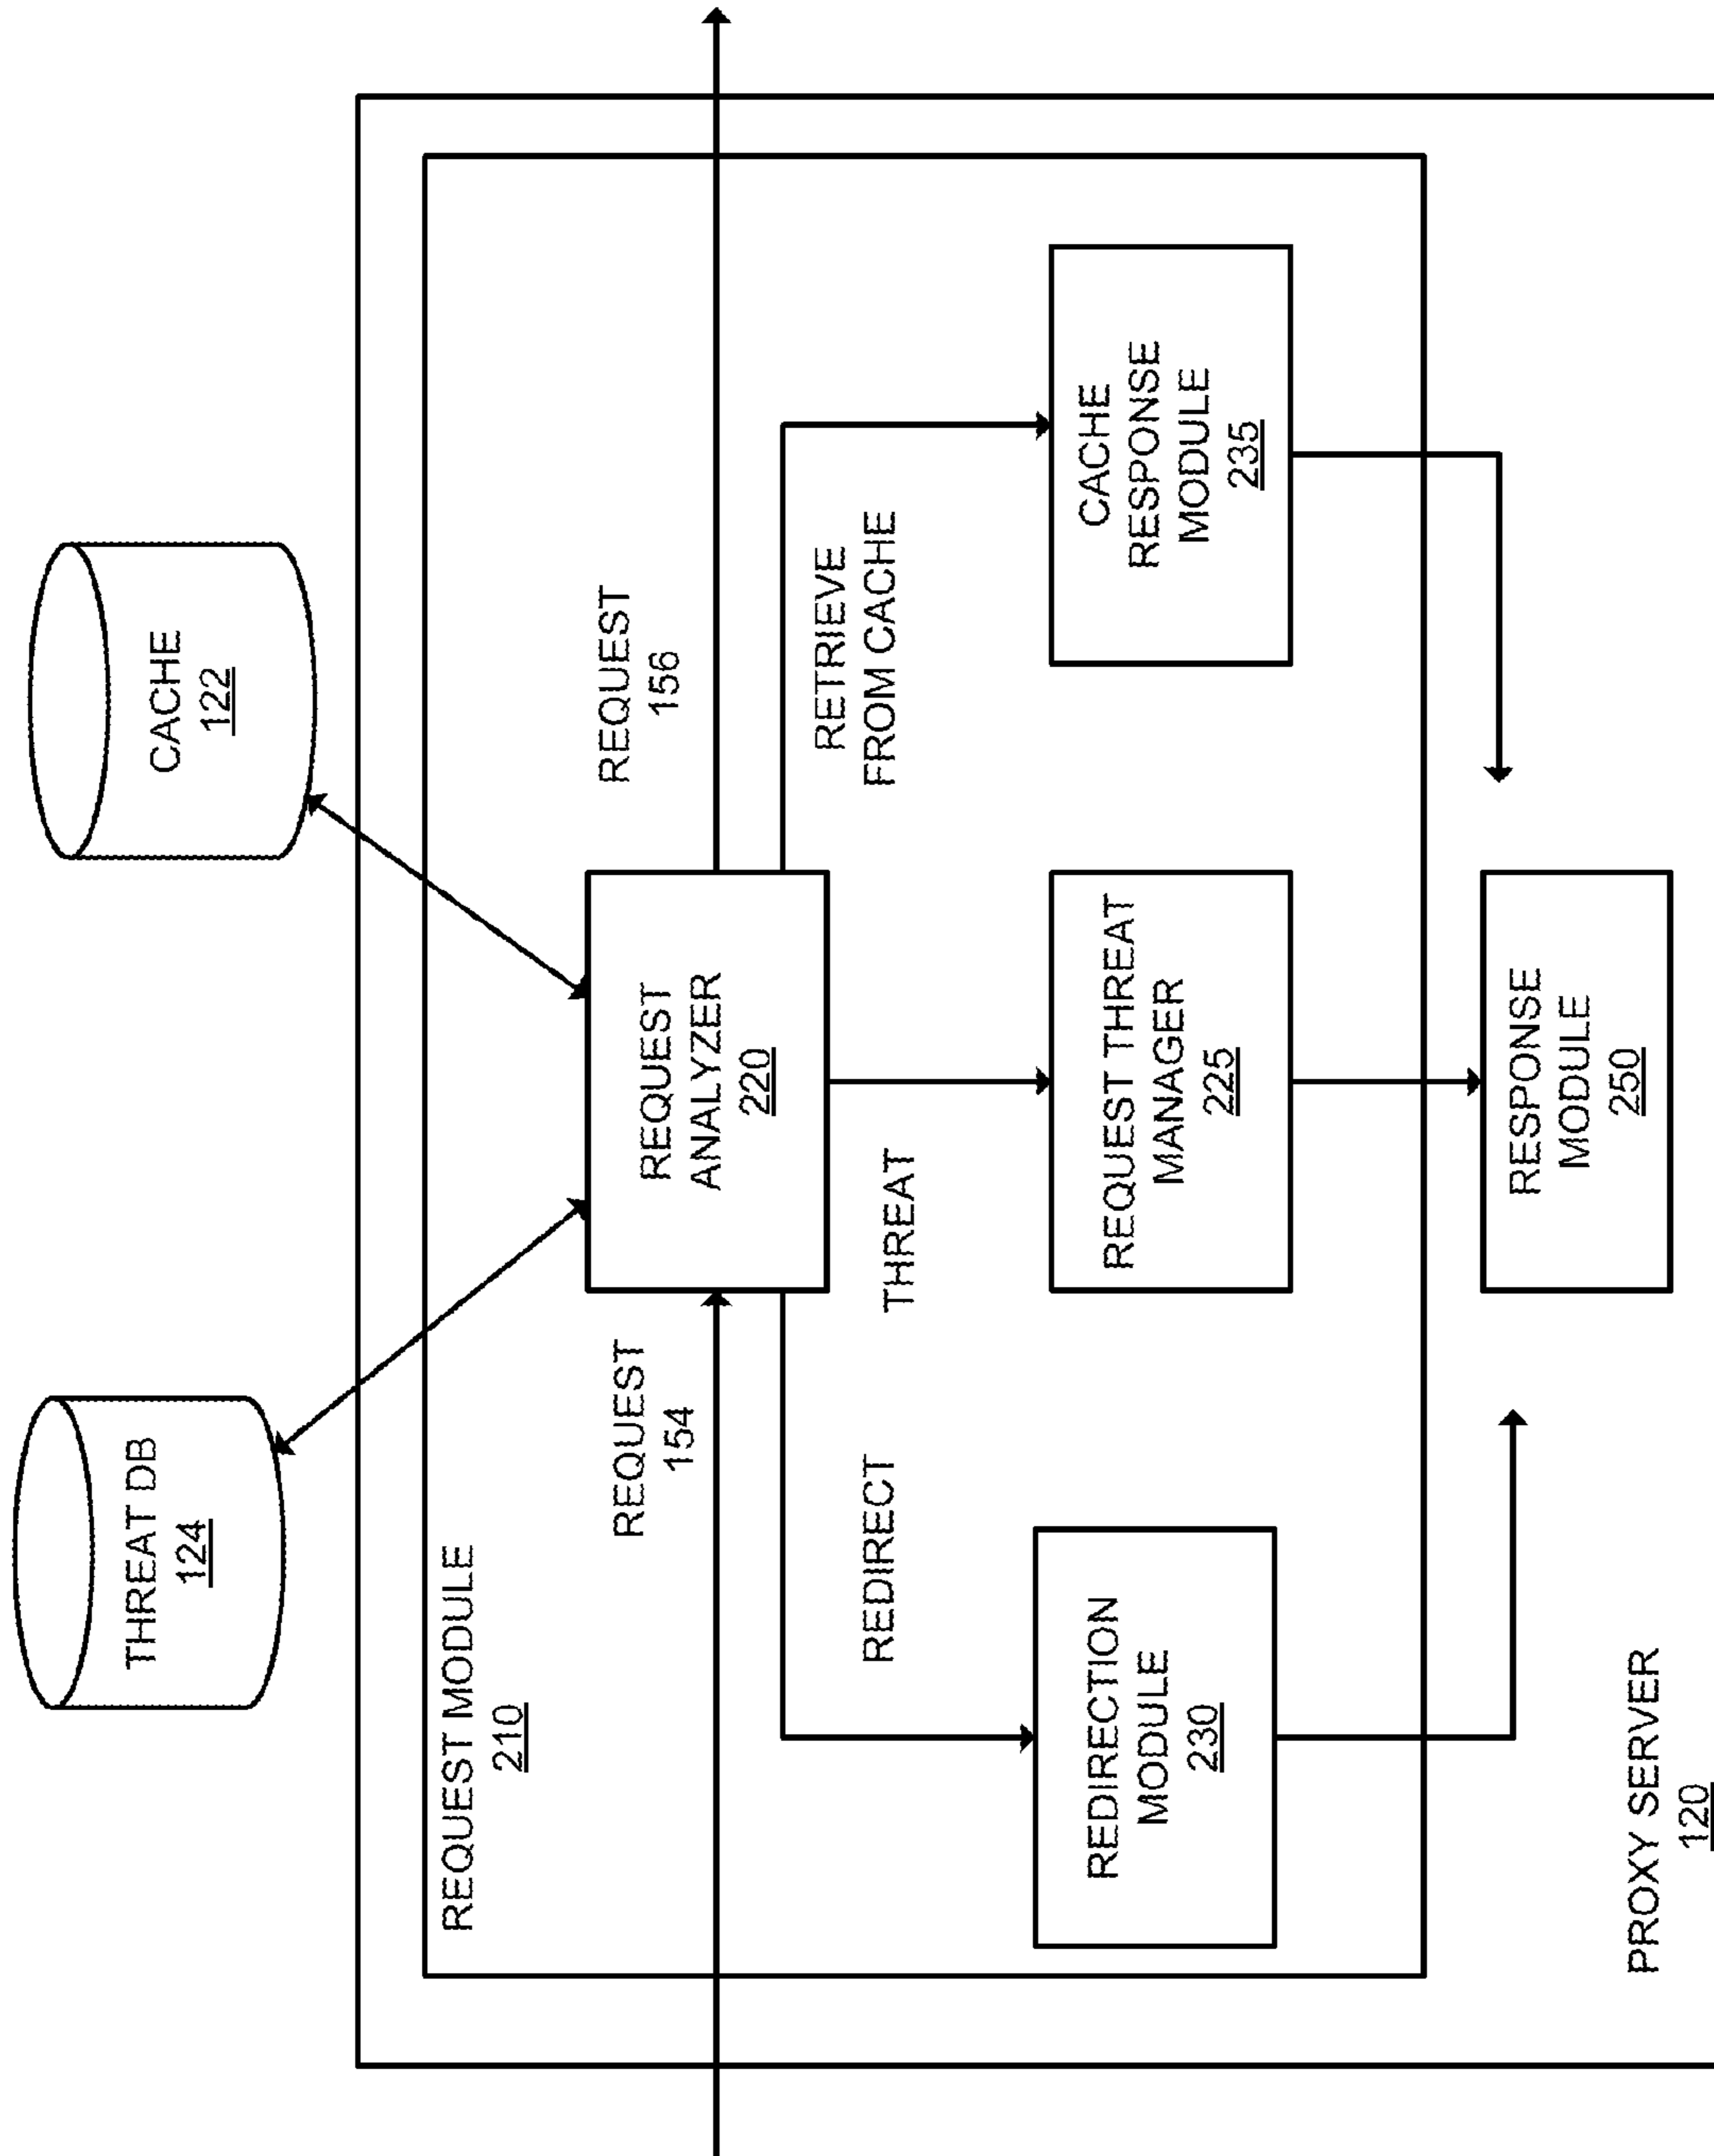 THREAT DB
124
CACHE
122
REQUEST MODULE
210
REQUEST
154
REQUEST
156
REQUEST
ANALYZER
220
REDIRECT
THREAT
RETRIEVE
FROM CACHE
REDIRECTION
MODULE
230
REQUEST THREAT
MANAGER
225
CACHE
RESPONSE
MODULE
235
RESPONSE
MODULE
250
PROXY SERVER
120